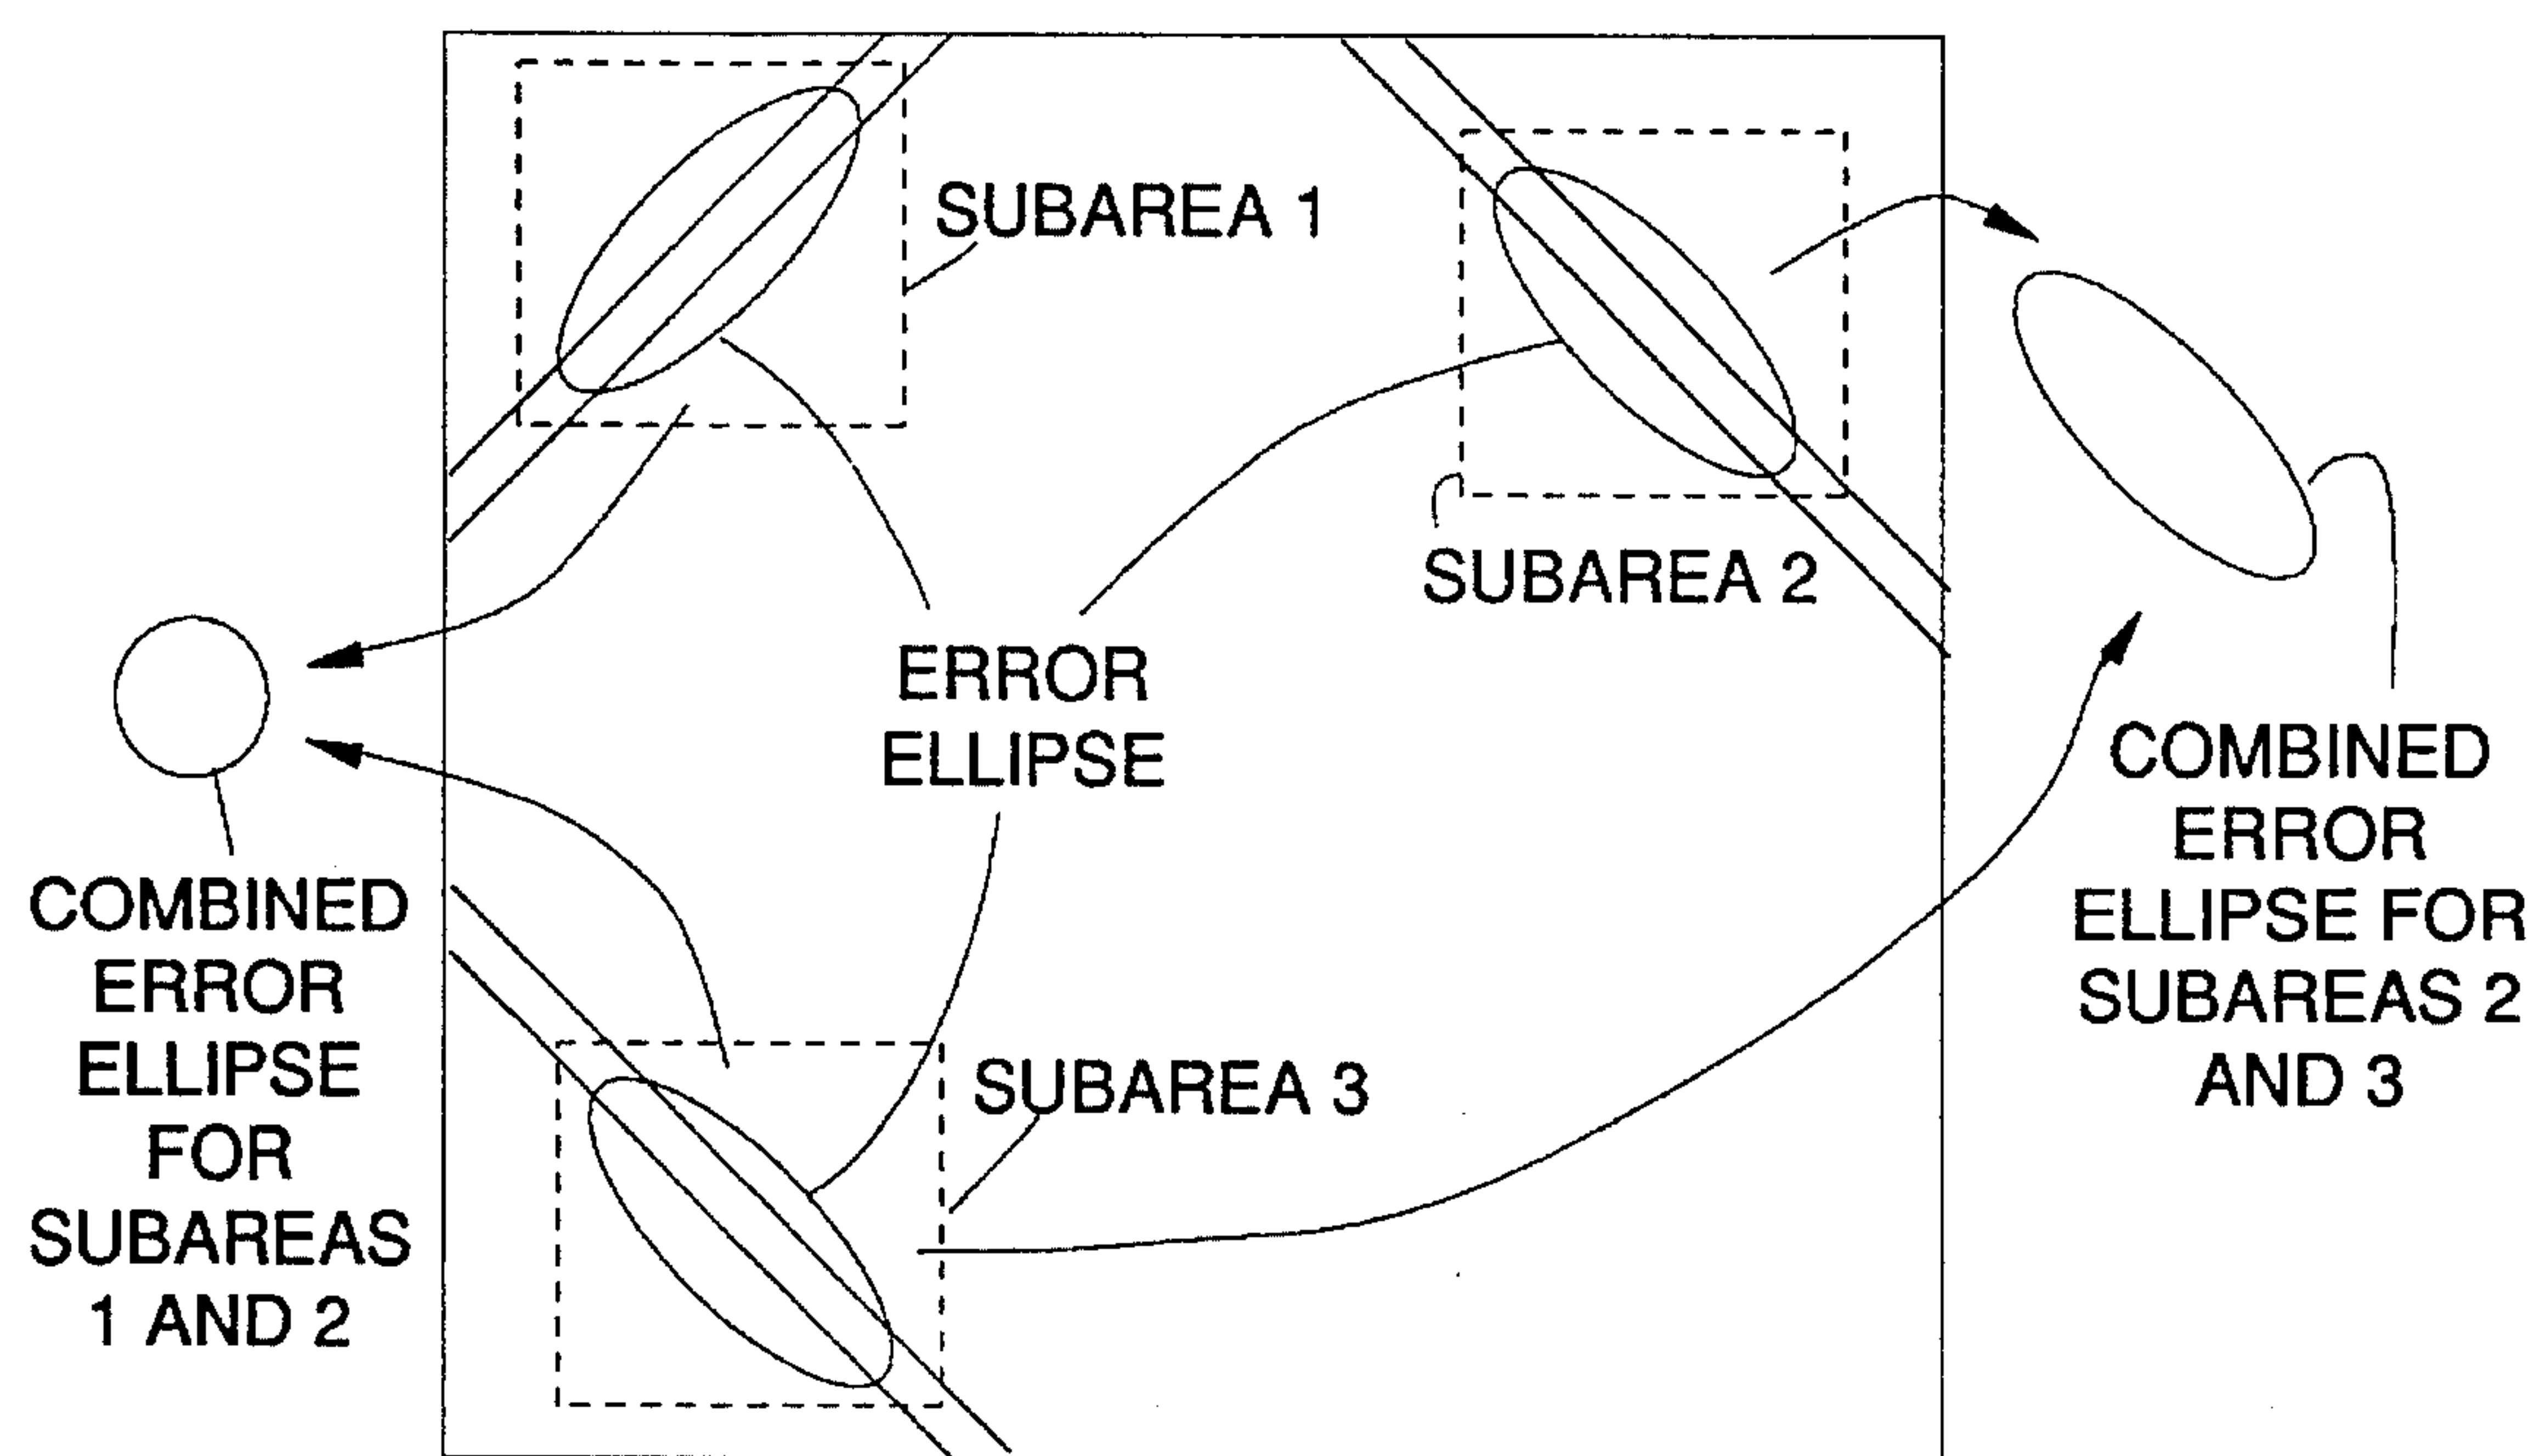 SUBAREA 1
SUBAREA 2
ERROR
ELLIPSE
SUBAREA 3
COMBINED
ERROR
ELLIPSE
FOR
SUBAREAS
1 AND 2
COMBINED
ERROR
ELLIPSE FOR
SUBAREAS 2
AND 3